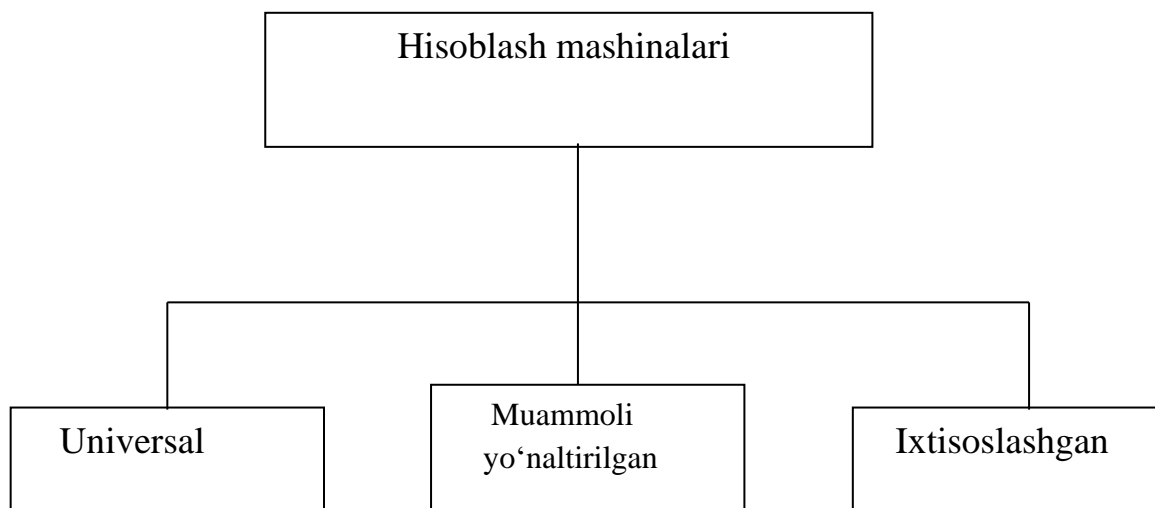 Hisoblash mashinalari
Universal
Muammoli
yo‘naltirilgan
Ixtisoslashgan